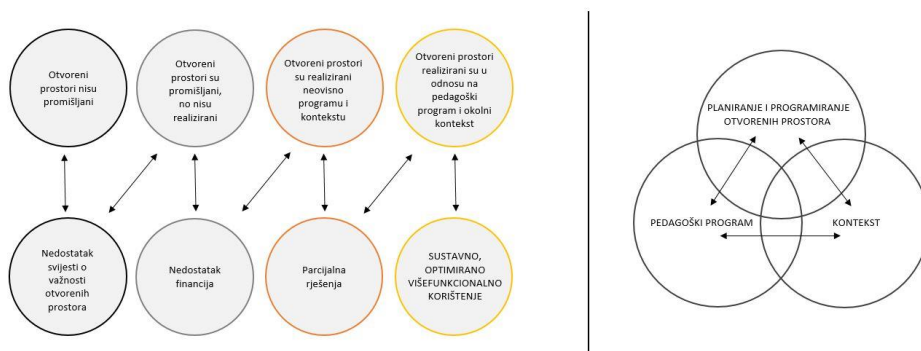 Otvoreni
prostori nisu
promišljani
Otvoreni
prostori su
promišljani,
no nisu
realizirani
Otvoreni prostori
su realizirani
neovisno
programu i
kontekstu
Otvoreni prostori
realizirani su u
odnosu na
pedagoški
program i okolni
kontekst
Nedostatak
svijesti o
važnosti
otvorenih
prostora
Nedostatak
financija
Parcijalna
rješenja
SUSTAVNO,
OPTIMIRANO
VIŠEFUNKCIONALNO
KORIŠTENJE
PLANIRANJE I PROGRAMIRANJE
OTVORENIH PROSTORA
PEDAGOŠKI PROGRAM
KONTEKST